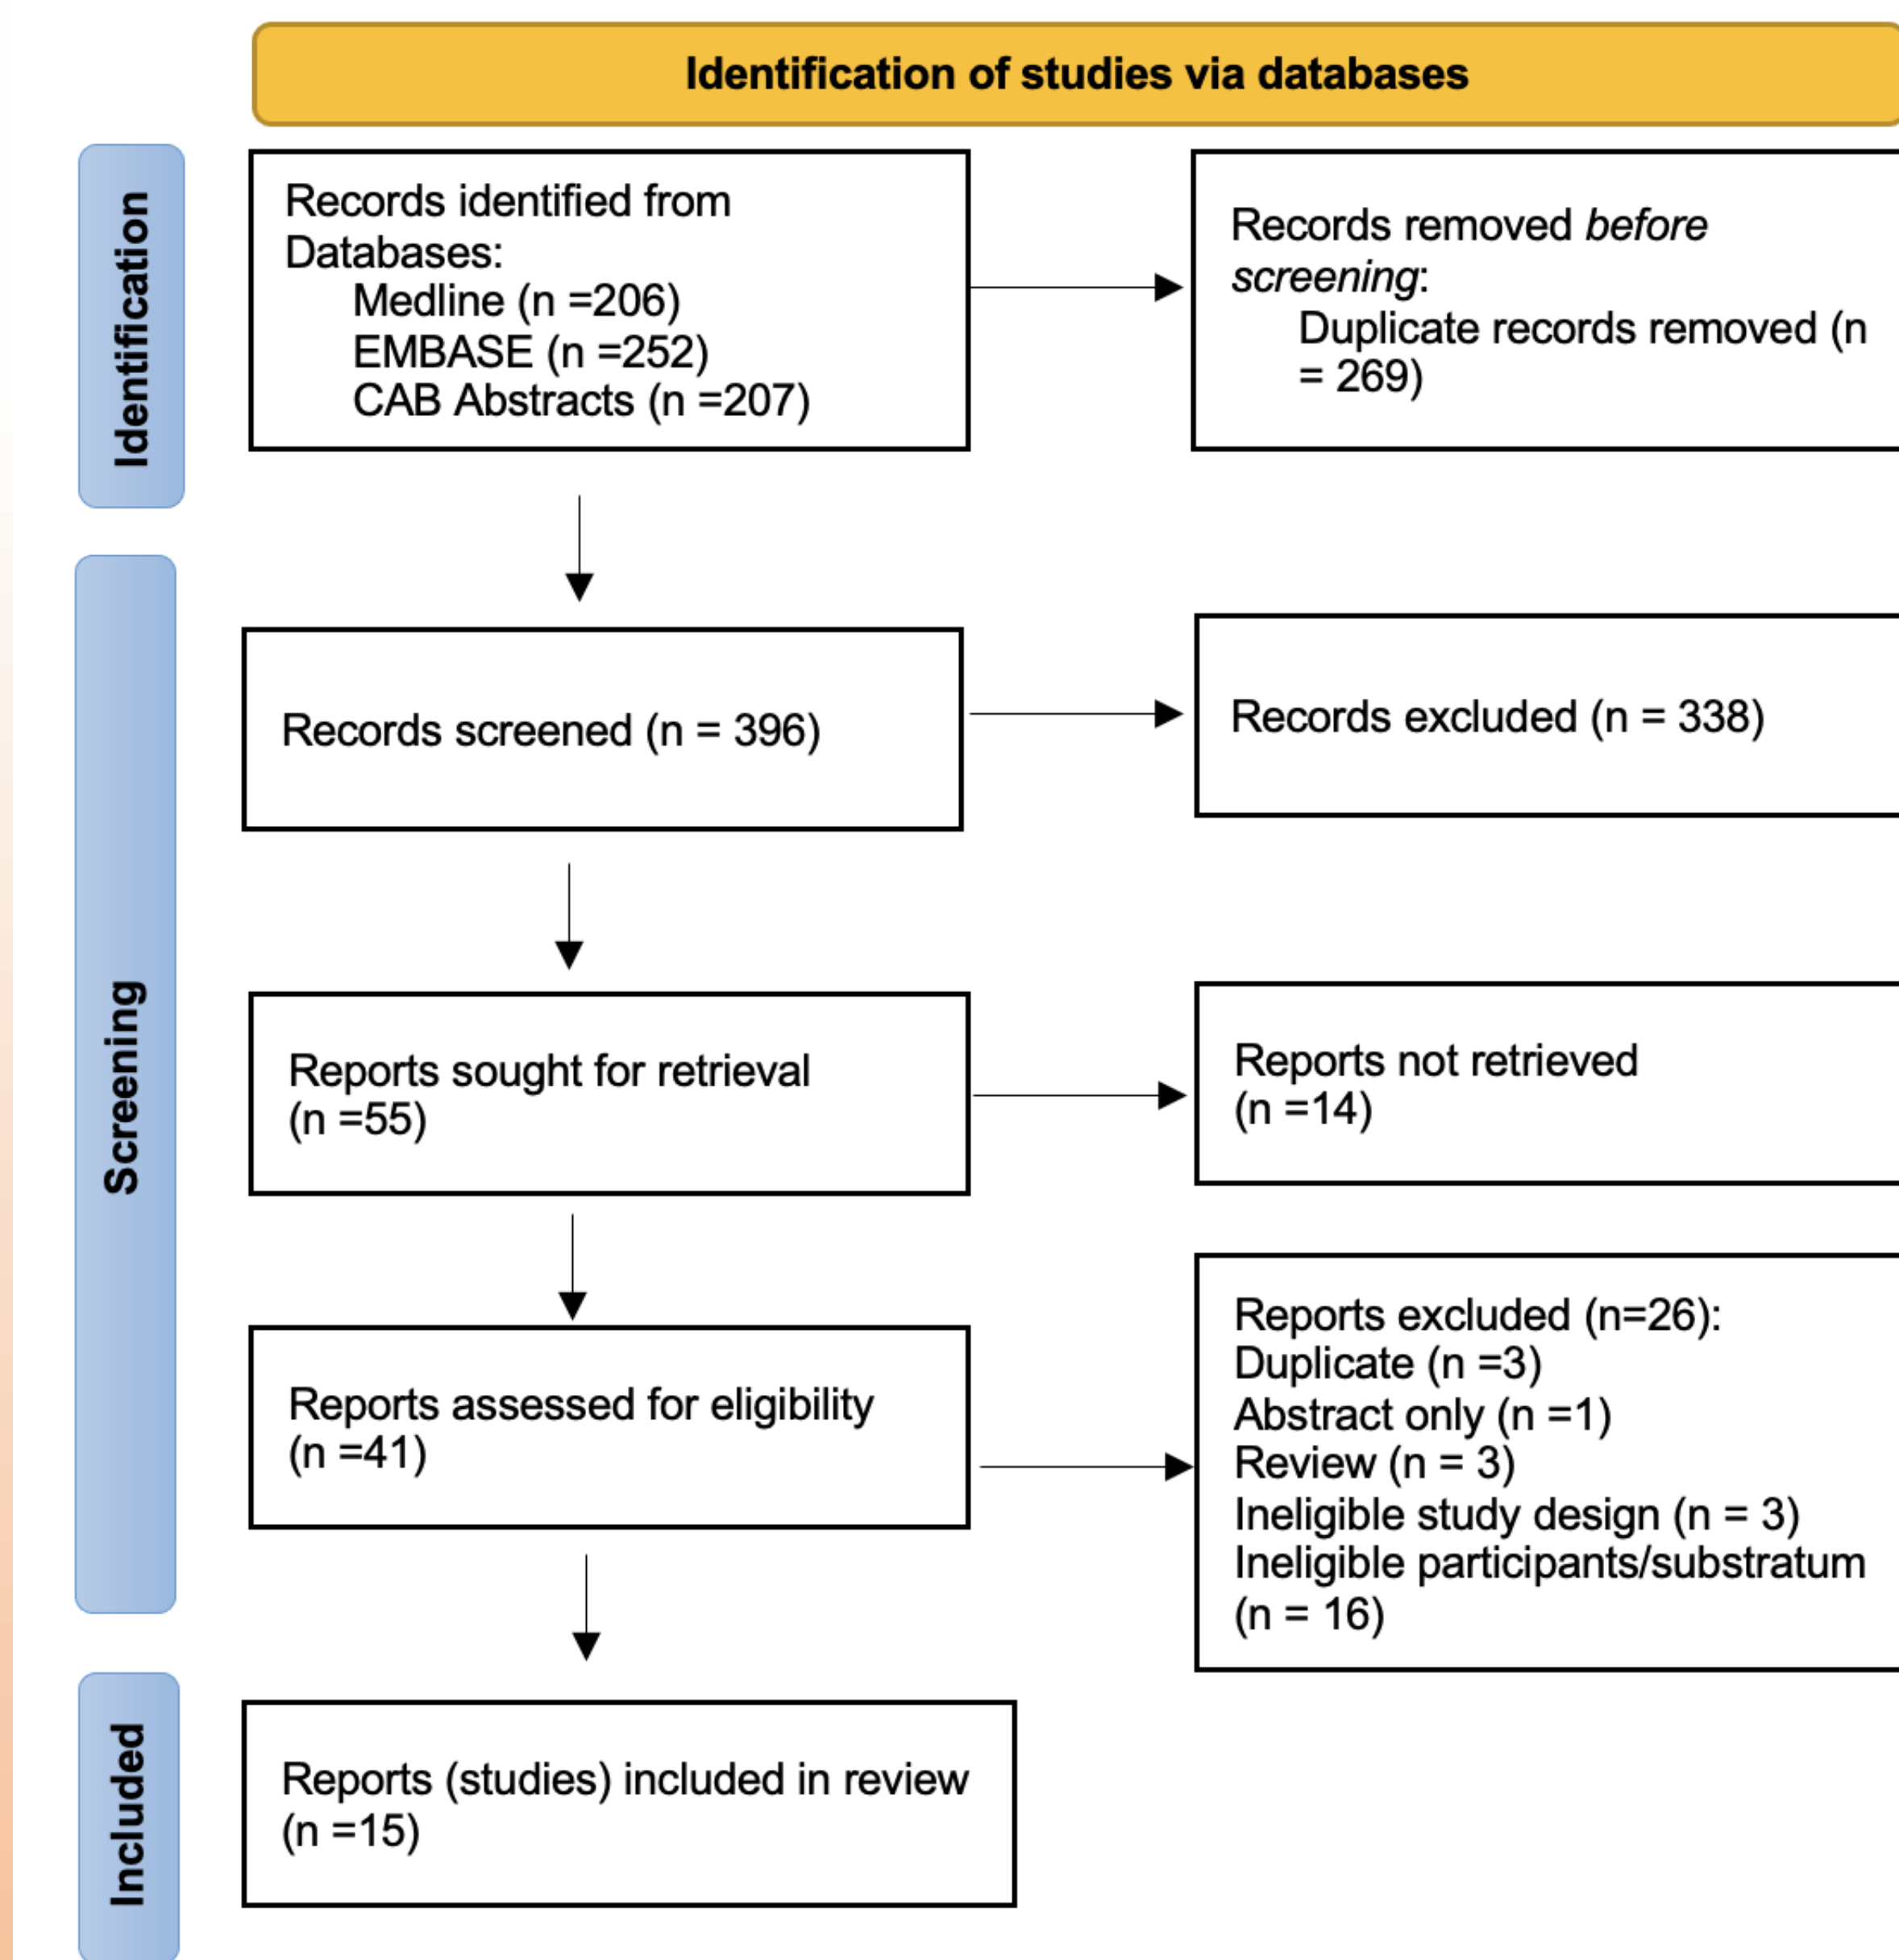 Identification of studies via databases
Identification
Records identified from
Databases:
Medline (n =206)
EMBASE (n =252)
CAB Abstracts (n =207)
Records removed before
screening:
Duplicate records removed (n
= 269)
Screening
Records screened (n = 396)
Records excluded (n = 338)
Reports sought for retrieval
(n =55)
Reports not retrieved
(n =14)
Reports assessed for eligibility
(n =41)
Reports excluded (n=26):
Duplicate (n =3)
Abstract only (n =1)
Review (n = 3)
Ineligible study design (n = 3)
Ineligible participants/substratum
(n = 16)
Included
Reports (studies) included in review
(n =15)